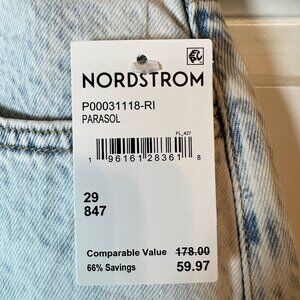 NORDSTROM
P00031118-RI
PARASOL
FL_427
1 96161 28361 8
29
847
Comparable Value 178.00
66% Savings 59.97